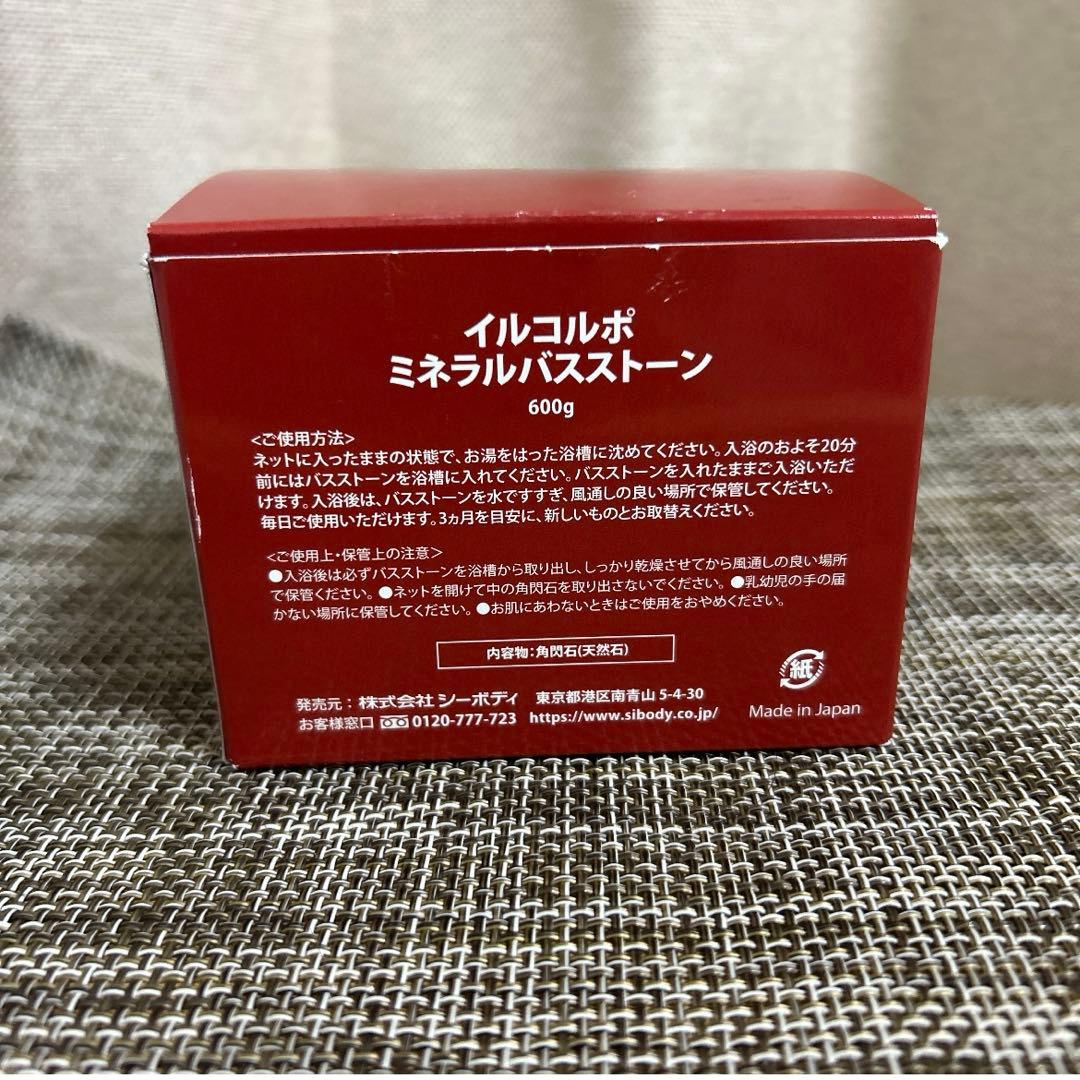 イルコルポ
ミネラルバスストーン
600g
<ご使用方法>
ネットに入ったままの状態で、お湯をはった浴槽に沈めてください。入浴のおよそ20分
前にはバスストーンを浴槽に入れてください。バスストーンを入れたままご入浴いただ
けます。入浴後は、バスストーンを水ですすぎ、風通しの良い場所で保管してください。
毎日ご使用いただけます。3ヵ月を目安に、新しいものとお取替えください。
<ご使用上・保管上の注意>
●入浴後は必ずバスストーンを浴槽から取り出し、しっかり乾燥させてから風通しの良い場所
で保管ください。●ネットを開けて中の角閃石を取り出さないでください。●乳幼児の手の届
かない場所に保管してください。●お肌にあわないときはご使用をおやめください。
内容物：角閃石(天然石)
紙
発売元：株式会社 シーボディ 東京都港区南青山 5-4-30
お客様窓口 0120-777-723 https://www.sibody.co.jp/
Made in Japan